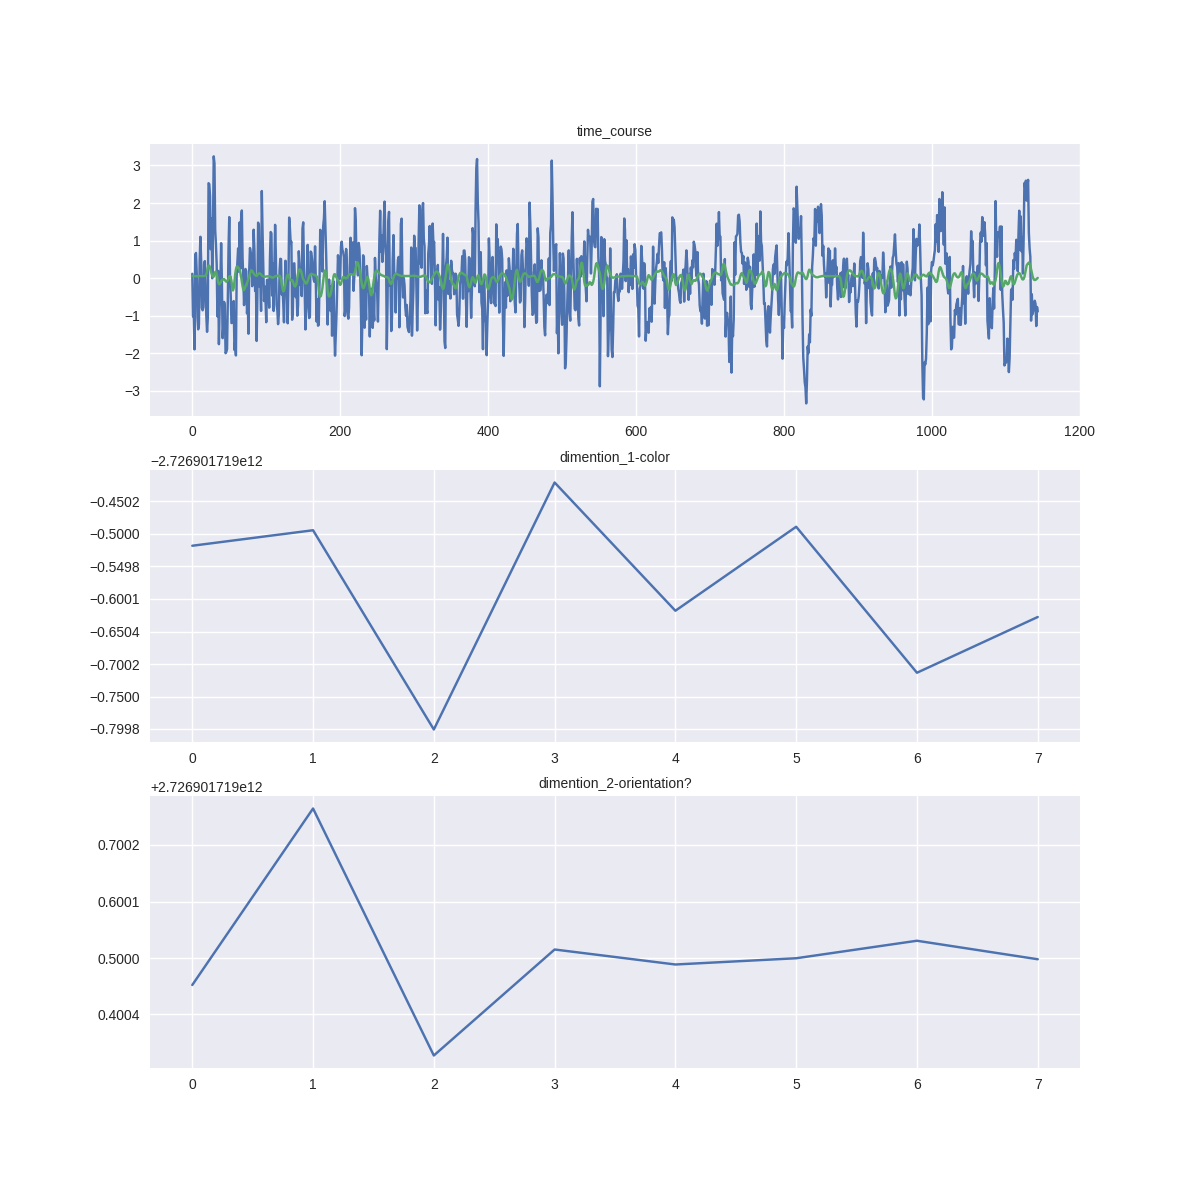 time_course
3
2
1
0
−1
−2
−3
0 200 400 600 800 1000 1200
−2.726901719e12
dimention_1-color
−0.4502
−0.5000
−0.5498
−0.6001
−0.6504
−0.7002
−0.7500
−0.7998
0 1 2 3 4 5 6 7
+2.726901719e12
dimention_2-orientation?
0.7002
0.6001
0.5000
0.4004
0 1 2 3 4 5 6 7